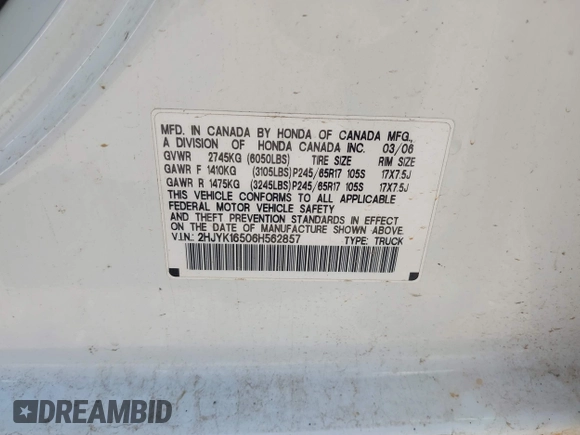 MFD. IN CANADA BY HONDA OF CANADA MFG.,
A DIVISION OF HONDA CANADA INC. 03/06
GVWR 2745KG (6050LBS) TIRE SIZE RIM SIZE
GAWR F 1410KG (3105LBS)P245/65R17 105S 17X7.5J
GAWR R 1475KG (3245LBS)P245/65R17 105S 17X7.5J
THIS VEHICLE CONFORMS TO ALL APPLICABLE
FEDERAL MOTOR VEHICLE SAFETY
AND THEFT PREVENTION STANDARDS IN EFFECT ON
THE DATE OF MANUFACTURE SHOWN ABOVE.
V.I.N.: 2HJYK16506H562857 TYPE: TRUCK
DREAMBID